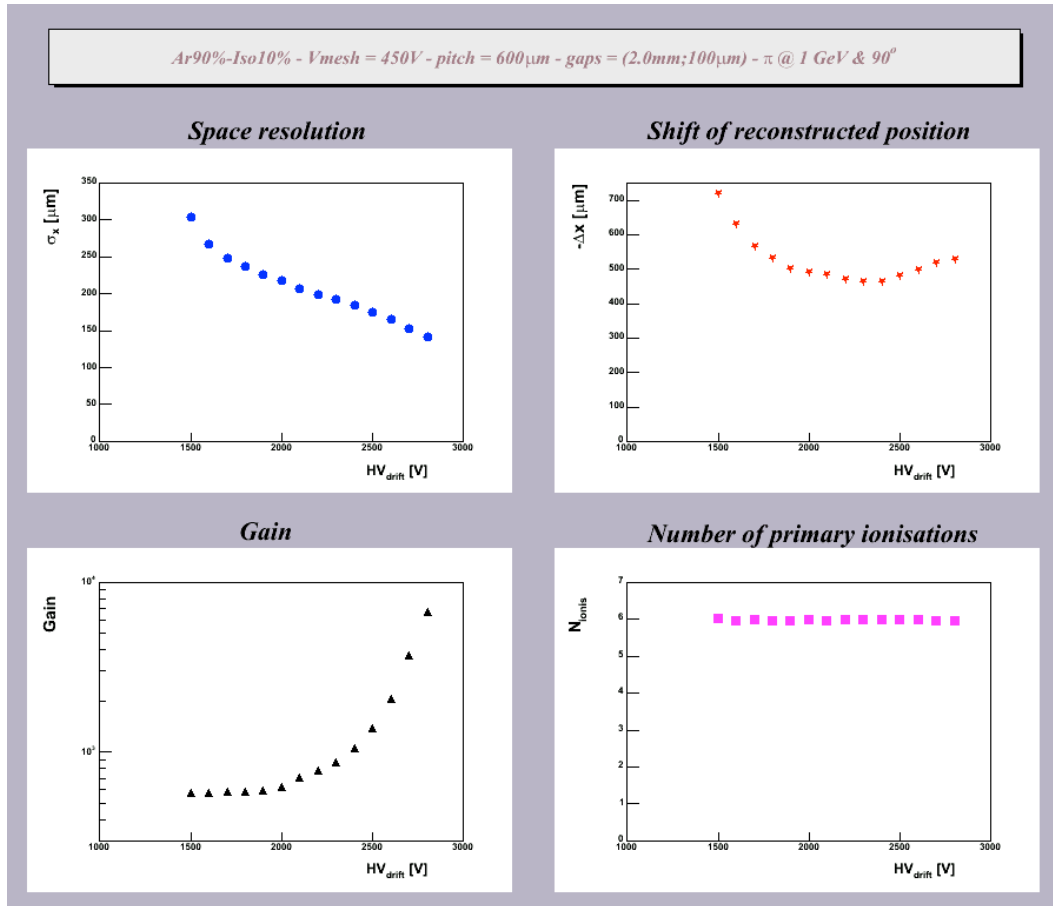 Ar90%-Iso10% - Vmesh = 450V - pitch = 600µm - gaps = (2.0mm;100µm) - π @ 1 GeV & 90°
Space resolution
σx [µm]
350
300
250
200
150
100
50
0
1000 1500 2000 2500 3000
HVdrift [V]
Shift of reconstructed position
-Δx [µm]
700
600
500
400
300
200
100
0
1000 1500 2000 2500 3000
HVdrift [V]
Gain
Gain
10⁴
10³
1000 1500 2000 2500 3000
HVdrift [V]
Number of primary ionisations
Nionis
7
6
5
4
3
2
1
0
1000 1500 2000 2500 3000
HVdrift [V]